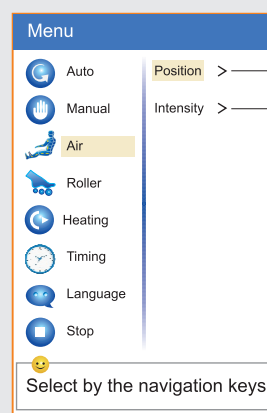 Menu
Auto
Manual
Air
Roller
Heating
Timing
Language
Stop
Position >
Intensity >
Select by the navigation keys